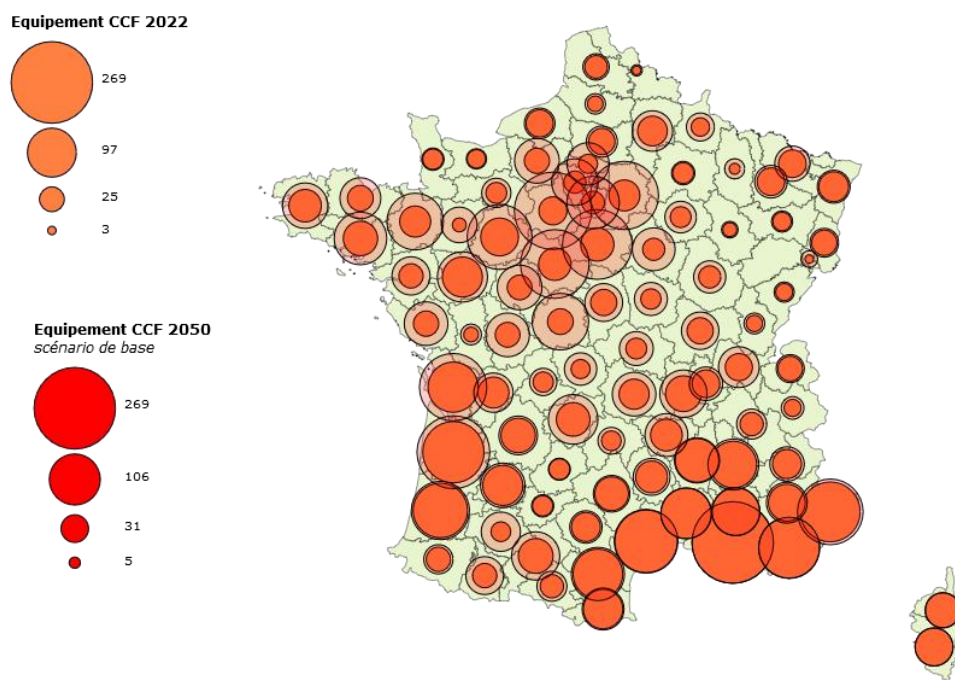 Equipement CCF 2022
269
97
25
3
Equipement CCF 2050
scénario de base
269
106
31
5